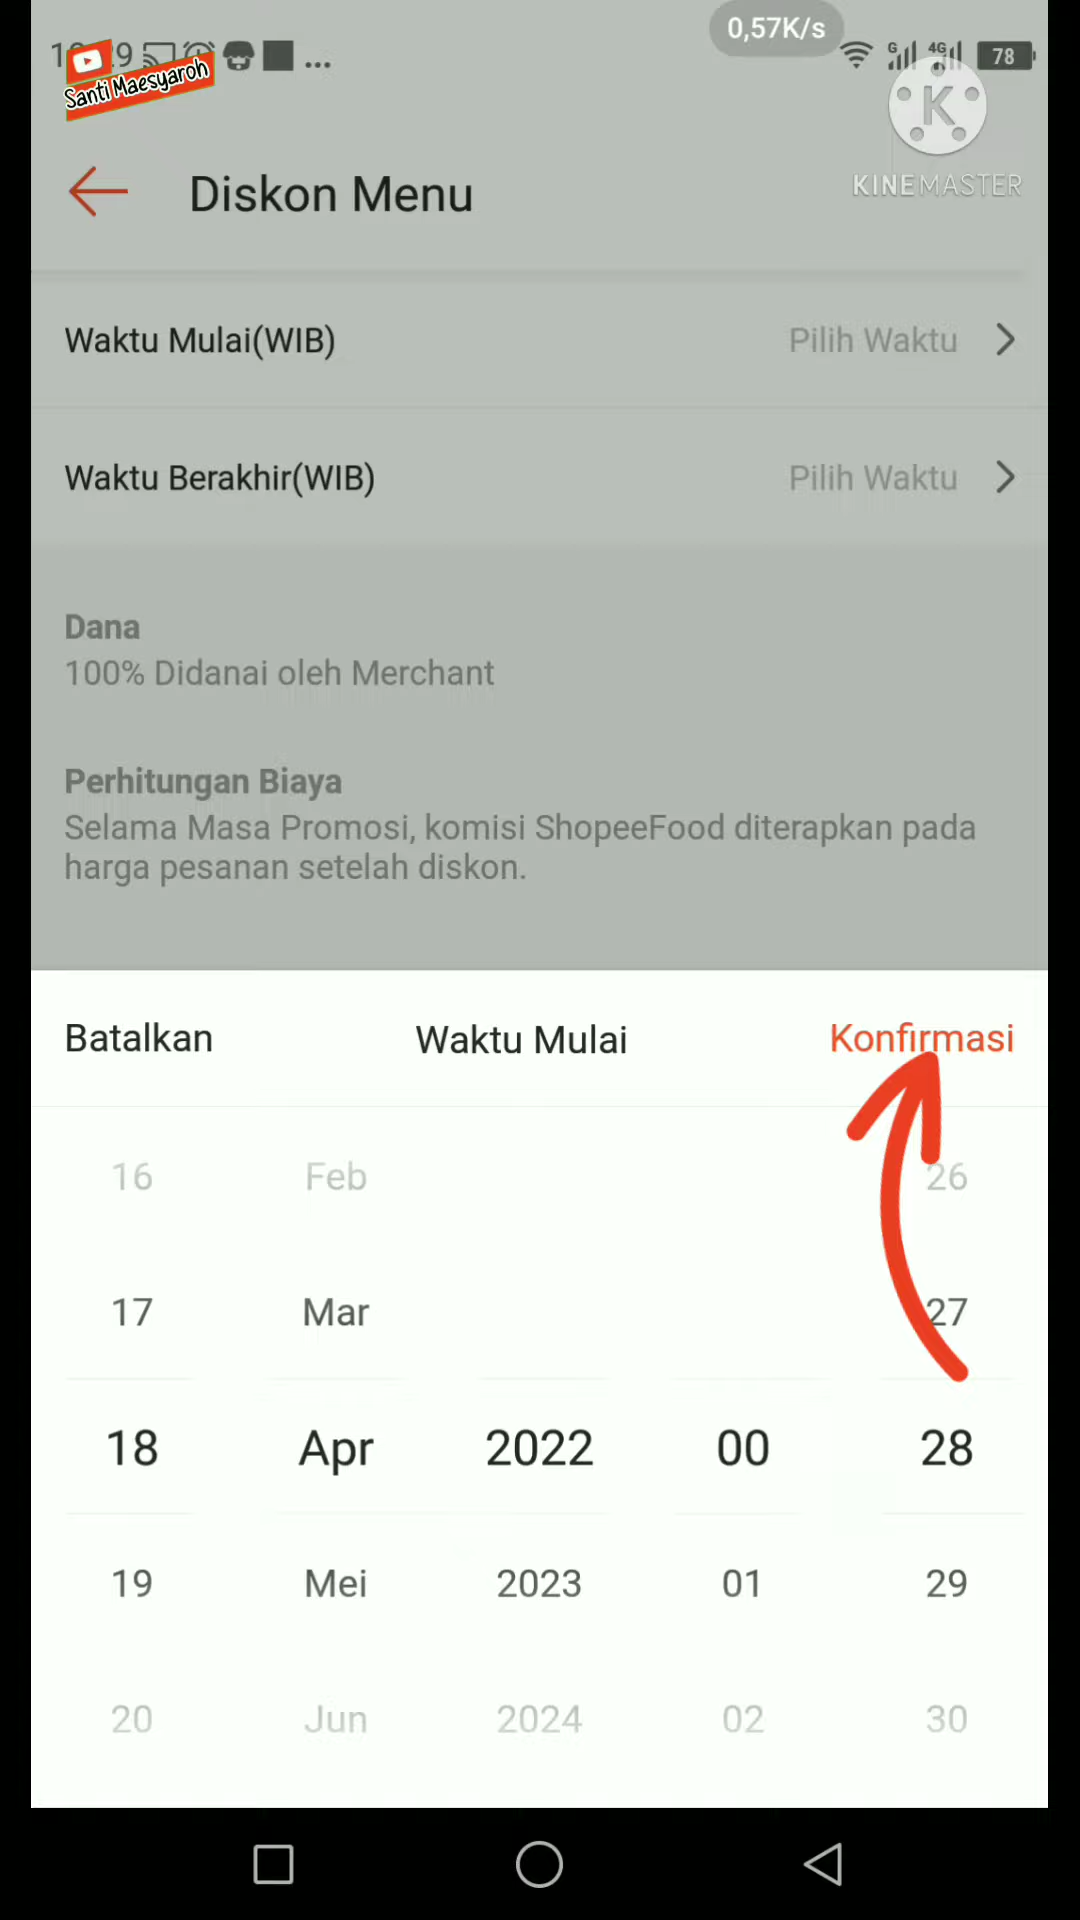 0,57K/s
G 4G 78
Santi Maesyaroh
K
KINEMASTER
Diskon Menu
Waktu Mulai(WIB) Pilih Waktu
Waktu Berakhir(WIB) Pilih Waktu
Dana
100% Didanai oleh Merchant
Perhitungan Biaya
Selama Masa Promosi, komisi ShopeeFood diterapkan pada
harga pesanan setelah diskon.
Batalkan Waktu Mulai Konfirmasi
16 Feb 26
17 Mar 27
18 Apr 2022 00 28
19 Mei 2023 01 29
20 Jun 2024 02 30